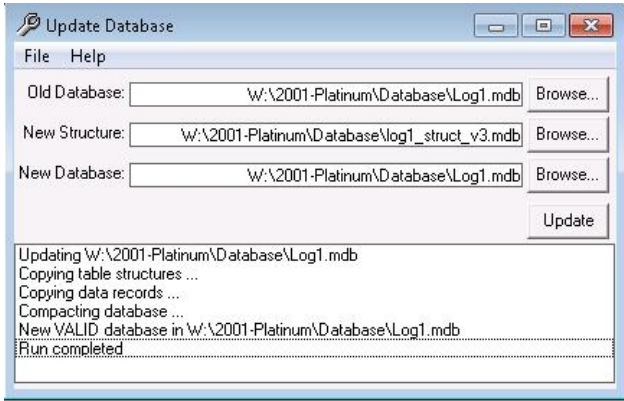 Update Database
File Help
Old Database: W:\2001-Platinum\Database\Log1.mdb Browse...
New Structure: W:\2001-Platinum\Database\log1_struct_v3.mdb Browse...
New Database: W:\2001-Platinum\Database\Log1.mdb Browse...
Update
Updating W:\2001-Platinum\Database\Log1.mdb
Copying table structures ...
Copying data records ...
Compacting database ...
New VALID database in W:\2001-Platinum\Database\Log1.mdb
Run completed